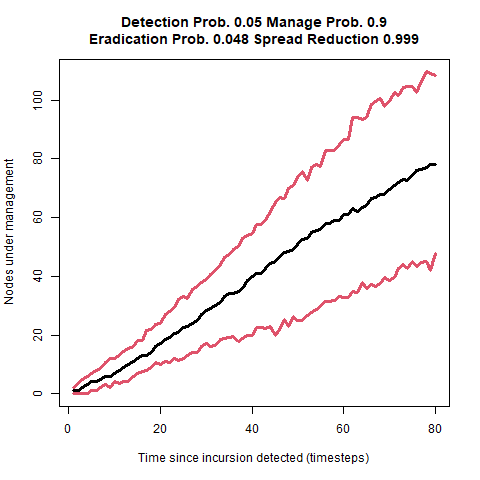 Detection Prob. 0.05 Manage Prob. 0.9
Eradication Prob. 0.048 Spread Reduction 0.999
Nodes under management
100
80
60
40
20
0
0 20 40 60 80
Time since incursion detected (timesteps)